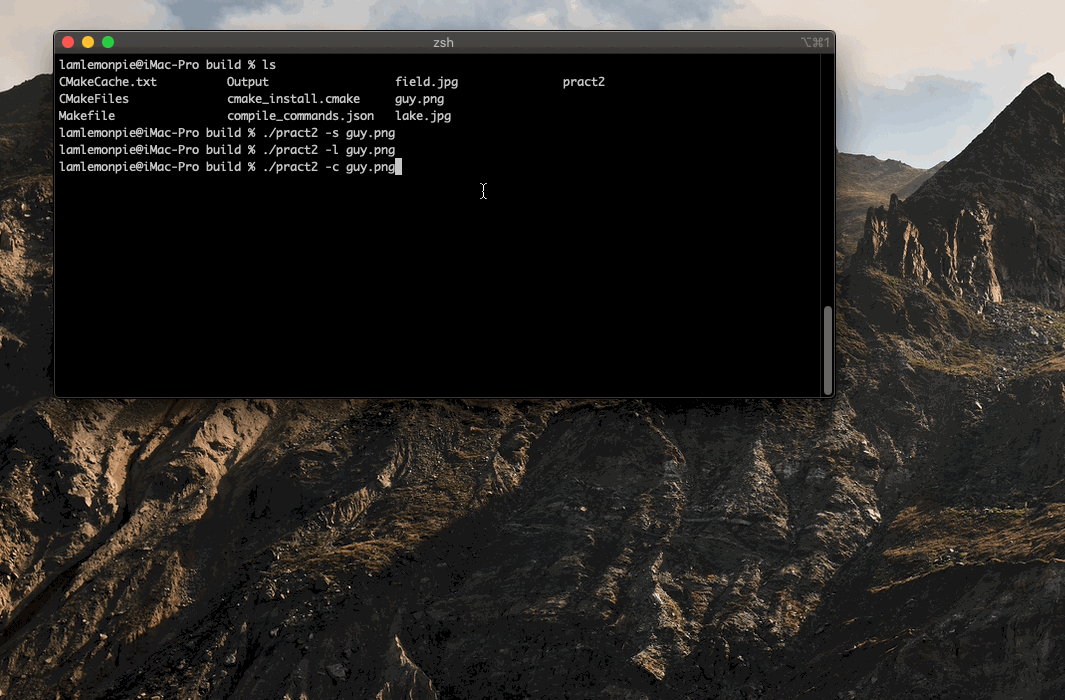 zsh
⌥⌘1
lamlemonpie@iMac-Pro build % ls
CMakeCache.txt Output field.jpg pract2
CMakeFiles cmake_install.cmake guy.png
Makefile compile_commands.json lake.jpg
lamlemonpie@iMac-Pro build % ./pract2 -s guy.png
lamlemonpie@iMac-Pro build % ./pract2 -l guy.png
lamlemonpie@iMac-Pro build % ./pract2 -c guy.png